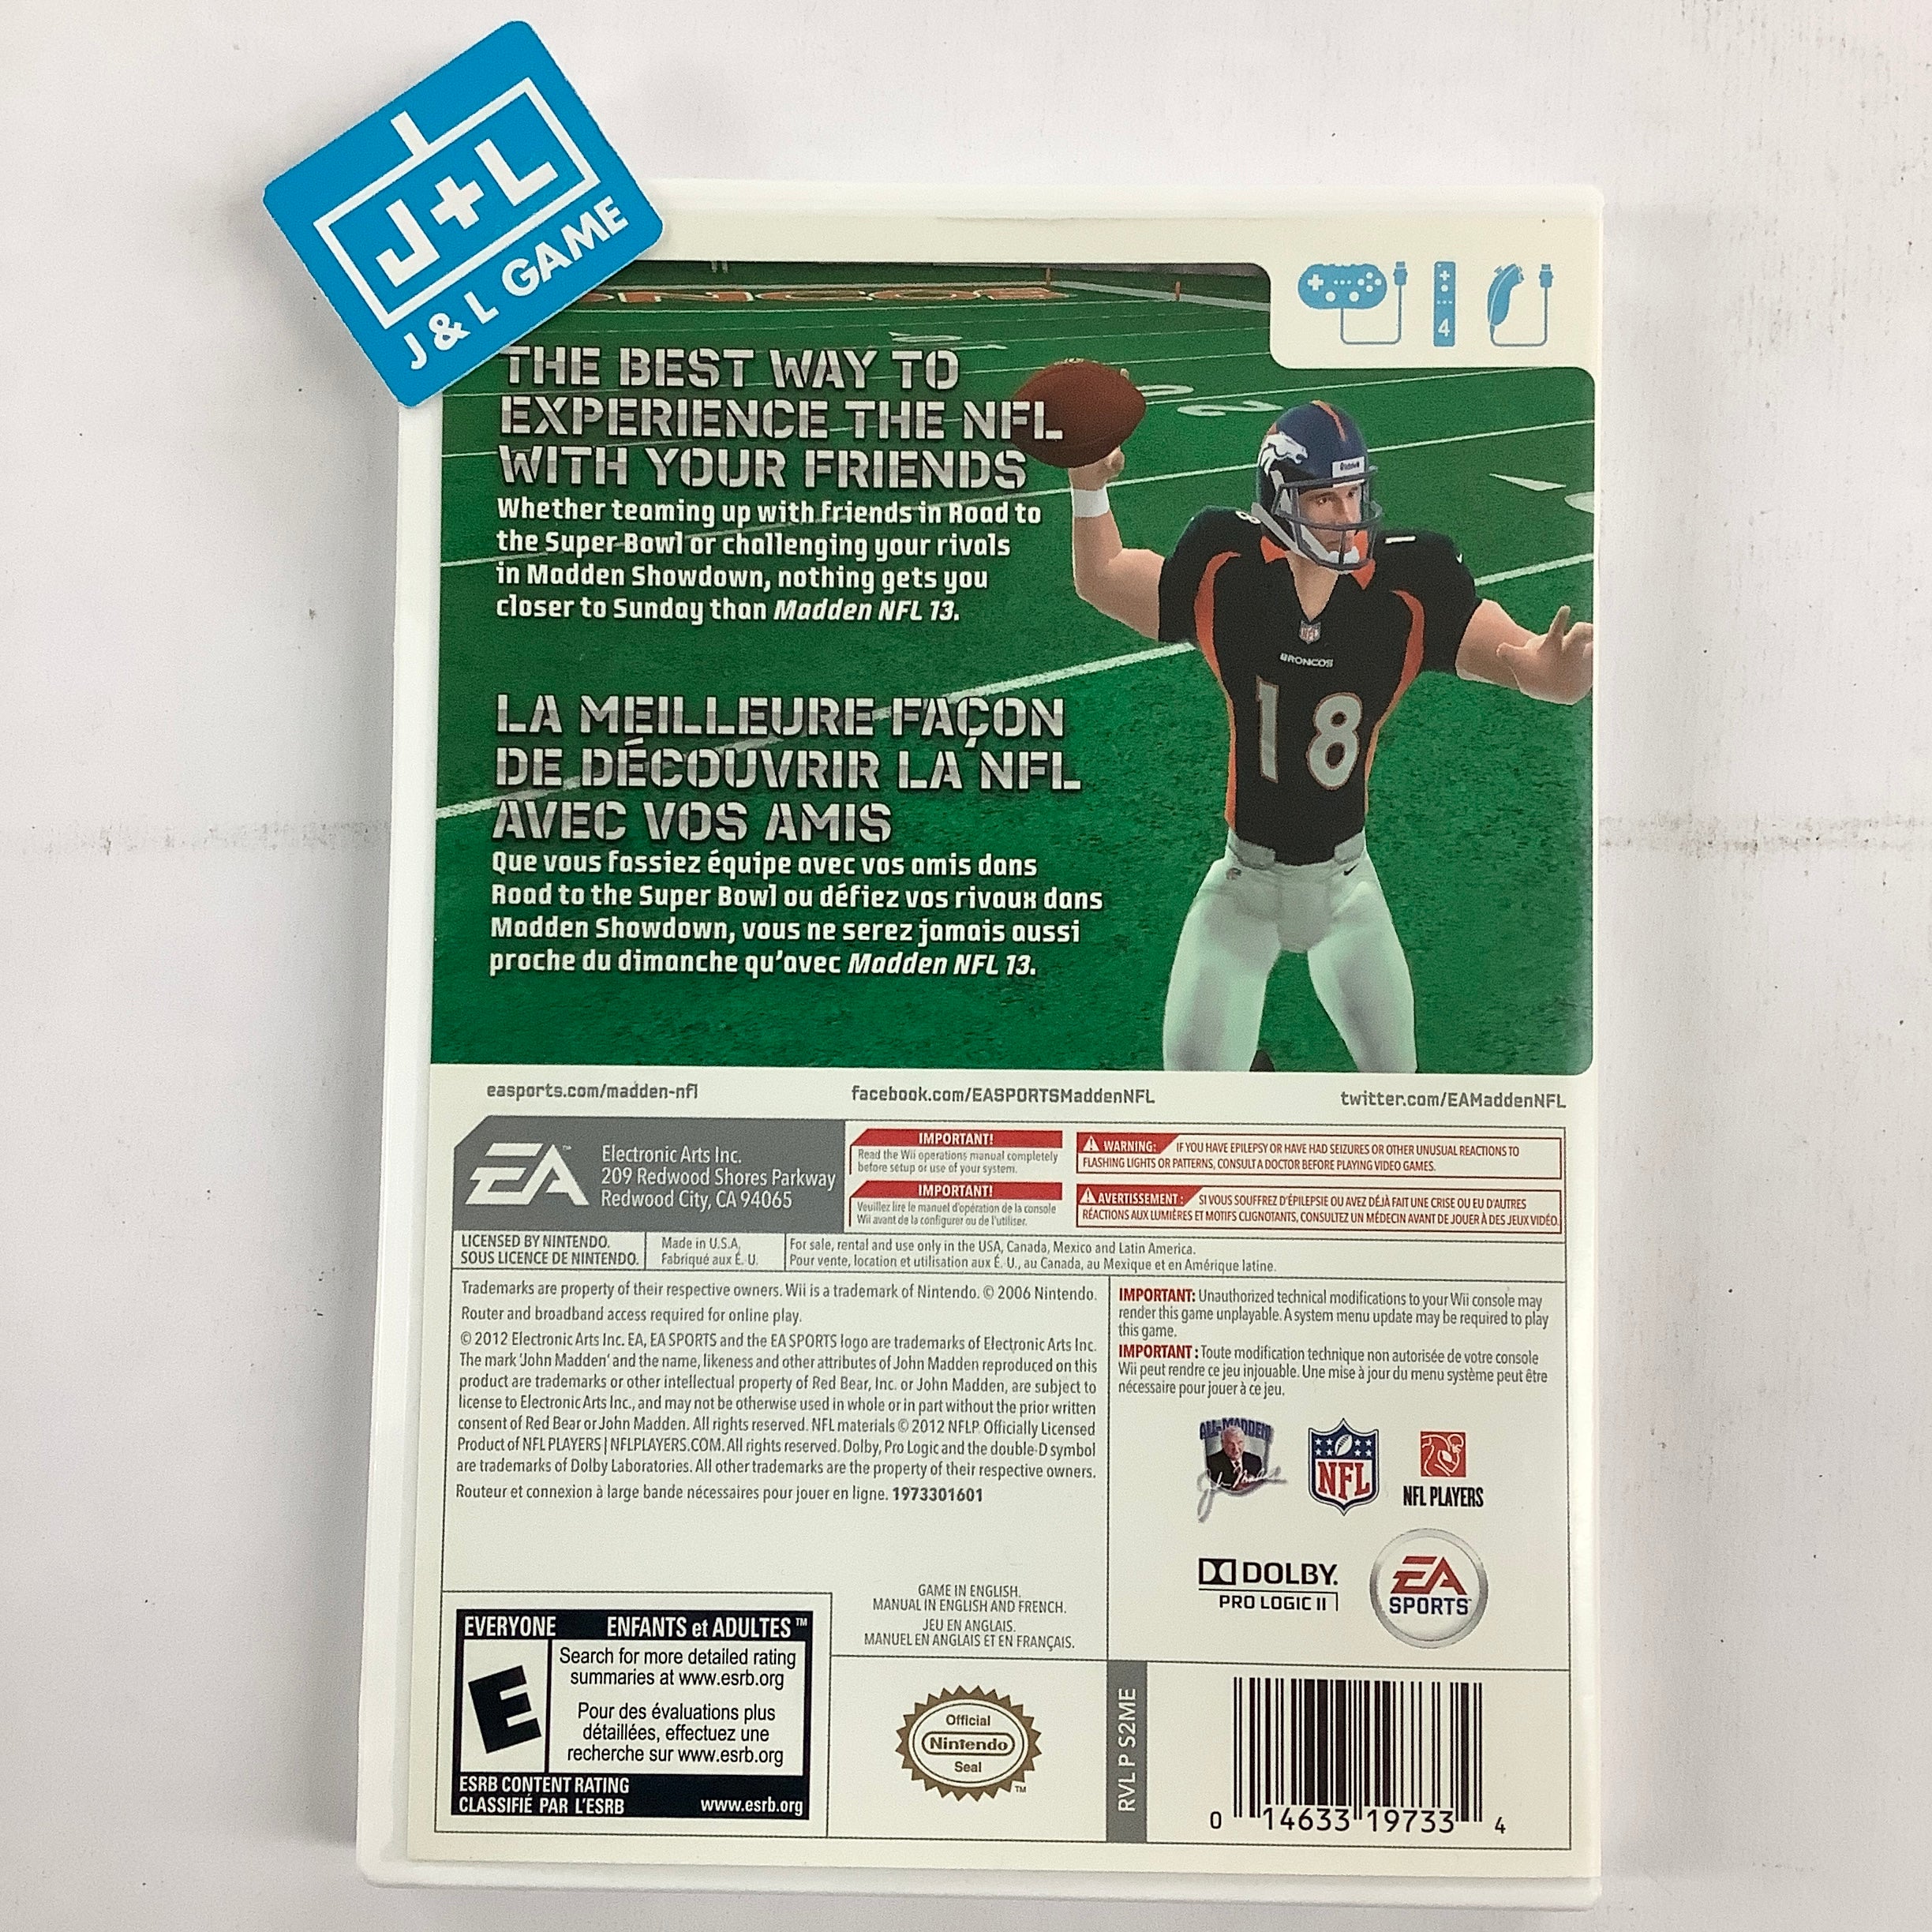 J+L
J & L GAME
THE BEST WAY TO
EXPERIENCE THE NFL
WITH YOUR FRIENDS
Whether teaming up with friends in Road to
the Super Bowl or challenging your rivals
in Madden Showdown, nothing gets you
closer to Sunday than Madden NFL 13.
LA MEILLEURE FAÇON
DE DÉCOUVRIR LA NFL
AVEC VOS AMIS
Que vous fassiez équipe avec vos amis dans
Road to the Super Bowl ou défiez vos rivaux dans
Madden Showdown, vous ne serez jamais aussi
proche du dimanche qu'avec Madden NFL 13.
4
Riddell
8
NFL
BRONCOS
18
easports.com/madden-nfl
facebook.com/EASPORTSMaddenNFL
twitter.com/EAMaddenNFL
EA™
Electronic Arts Inc.
209 Redwood Shores Parkway
Redwood City, CA 94065
IMPORTANT!
Read the Wii operations manual completely
before setup or use of your system.
IMPORTANT!
Veuillez lire le manuel d'opération de la console
Wii avant de la configurer ou de l'utiliser.
WARNING: IF YOU HAVE EPILEPSY OR HAVE HAD SEIZURES OR OTHER UNUSUAL REACTIONS TO
FLASHING LIGHTS OR PATTERNS, CONSULT A DOCTOR BEFORE PLAYING VIDEO GAMES.
AVERTISSEMENT : SI VOUS SOUFFREZ D'ÉPILEPSIE OU AVEZ DÉJÀ FAIT UNE CRISE OU EU D'AUTRES
RÉACTIONS AUX LUMIÈRES ET MOTIFS CLIGNOTANTS, CONSULTEZ UN MÉDECIN AVANT DE JOUER À DES JEUX VIDÉO.
LICENSED BY NINTENDO.
SOUS LICENCE DE NINTENDO.
Made in U.S.A.
Fabriqué aux É. U.
For sale, rental and use only in the USA, Canada, Mexico and Latin America.
Pour vente, location et utilisation aux É. U., au Canada, au Mexique et en Amérique latine.
Trademarks are property of their respective owners. Wii is a trademark of Nintendo. © 2006 Nintendo.
Router and broadband access required for online play.
© 2012 Electronic Arts Inc. EA, EA SPORTS and the EA SPORTS logo are trademarks of Electronic Arts Inc.
The mark 'John Madden' and the name, likeness and other attributes of John Madden reproduced on this
product are trademarks or other intellectual property of Red Bear, Inc. or John Madden, are subject to
license to Electronic Arts Inc., and may not be otherwise used in whole or in part without the prior written
consent of Red Bear or John Madden. All rights reserved. NFL materials © 2012 NFLP Officially Licensed
Product of NFL PLAYERS | NFLPLAYERS.COM. All rights reserved. Dolby, Pro Logic and the double-D symbol
are trademarks of Dolby Laboratories. All other trademarks are the property of their respective owners.
Routeur et connexion à large bande nécessaires pour jouer en ligne. 1973301601
IMPORTANT: Unauthorized technical modifications to your Wii console may
render this game unplayable. A system menu update may be required to play
this game.
IMPORTANT : Toute modification technique non autorisée de votre console
Wii peut rendre ce jeu injouable. Une mise à jour du menu système peut être
nécessaire pour jouer à ce jeu.
ALL-MADDEN
NFL
NFL PLAYERS
DOLBY.
PRO LOGIC II
EA
SPORTS
GAME IN ENGLISH.
MANUAL IN ENGLISH AND FRENCH.
JEU EN ANGLAIS.
MANUEL EN ANGLAIS ET EN FRANÇAIS.
EVERYONE ENFANTS et ADULTES™
E
Search for more detailed rating
summaries at www.esrb.org
Pour des évaluations plus
détaillées, effectuez une
recherche sur www.esrb.org
ESRB CONTENT RATING
CLASSIFIÉ PAR L'ESRB www.esrb.org
Official
Nintendo
Seal
™
RVL P S2ME
0 14633 19733 4